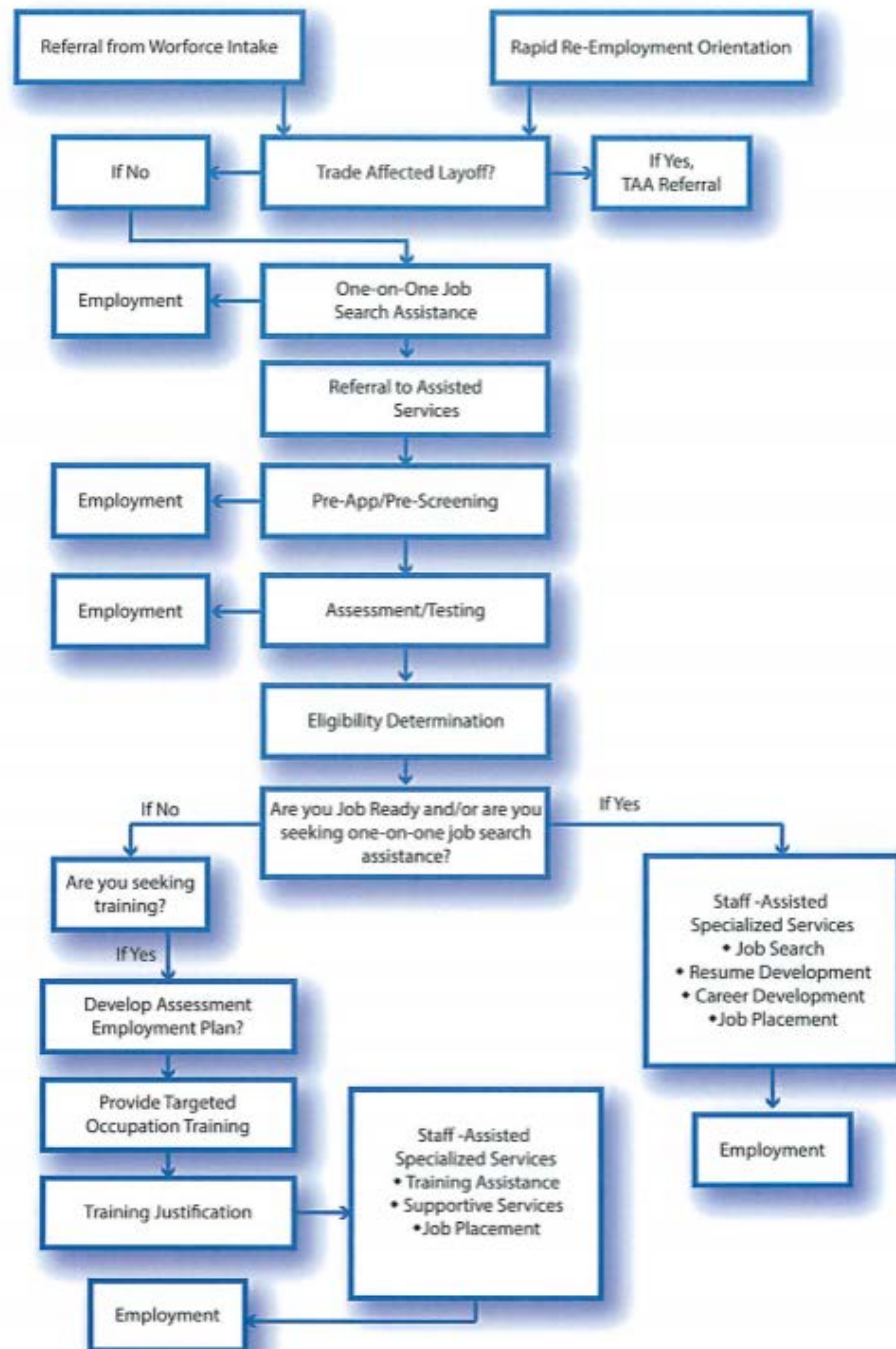 Referral from Worforce Intake
Rapid Re-Employment Orientation
If No
Trade Affected Layoff?
If Yes,
TAA Referral
Employment
One-on-One Job
Search Assistance
Referral to Assisted
Services
Employment
Pre-App/Pre-Screening
Employment
Assessment/Testing
Eligibility Determination
If No
Are you Job Ready and/or are you
seeking one-on-one job search
assistance?
If Yes
Are you seeking
training?
If Yes
Staff -Assisted
Specialized Services
◆ Job Search
◆ Resume Development
◆ Career Development
◆Job Placement
Develop Assessment
Employment Plan?
Provide Targeted
Occupation Training
Training Justification
Staff -Assisted
Specialized Services
◆ Training Assistance
◆ Supportive Services
◆Job Placement
Employment
Employment